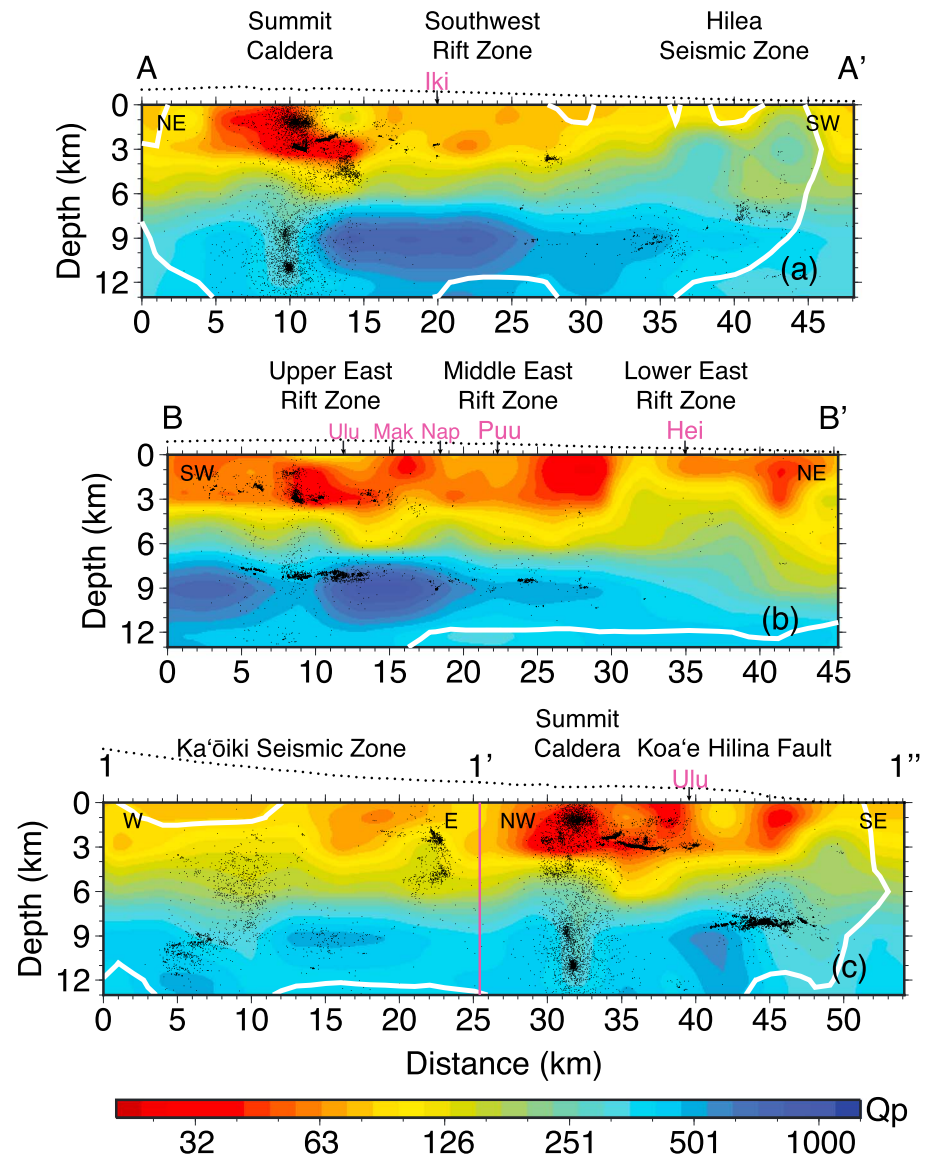 Summit Southwest Hilea
Caldera Rift Zone Seismic Zone
A Iki A’
0 NE SW
3
6
9
12 (a)
Depth (km)
0 5 10 15 20 25 30 35 40 45
Upper East Middle East Lower East
Rift Zone Rift Zone Rift Zone
B Ulu Mak Nap Puu Hei B’
0 SW NE
3
6
9
12 (b)
Depth (km)
0 5 10 15 20 25 30 35 40 45
Summit
Kaʻōiki Seismic Zone Caldera Koaʻe Hilina Fault
1 1’ Ulu 1’’
0 W E NW SE
3
6
9
12 (c)
Depth (km)
0 5 10 15 20 25 30 35 40 45 50
Distance (km)
Qp
32 63 126 251 501 1000